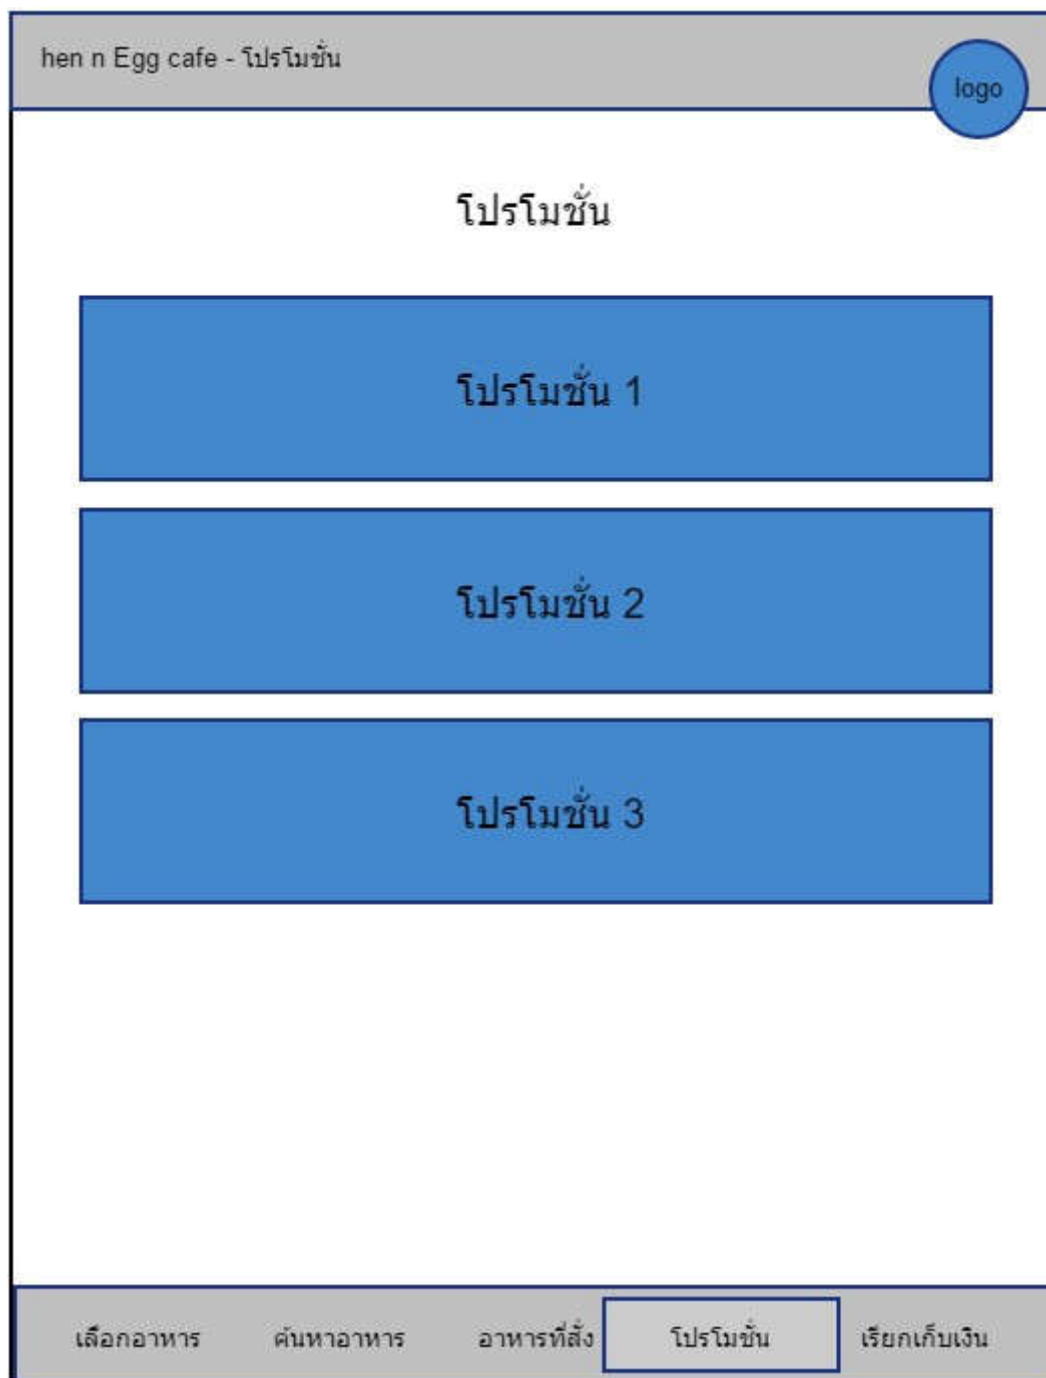 hen n Egg cafe - โปรโมชั่น
logo
โปรโมชั่น
โปรโมชั่น 1
โปรโมชั่น 2
โปรโมชั่น 3
เลือกอาหาร ค้นหาอาหาร อาหารที่สั่ง โปรโมชั่น เรียกเก็บเงิน